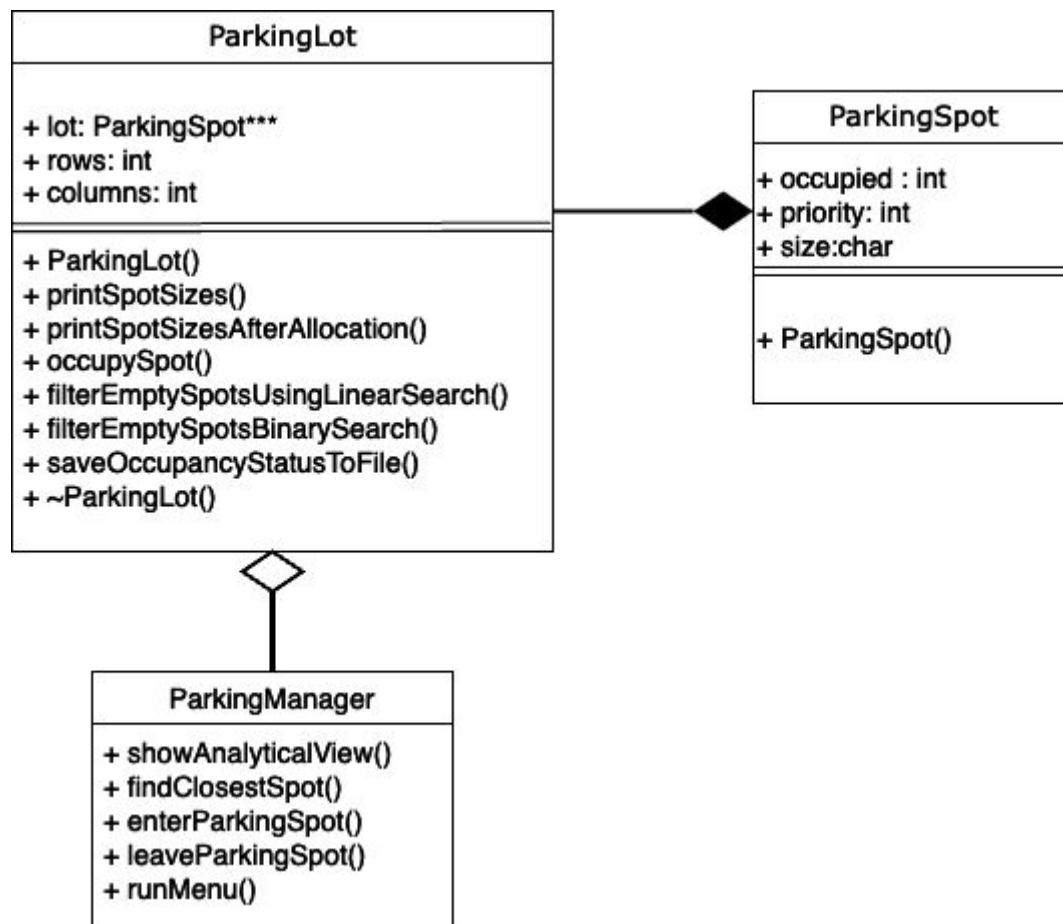 ParkingLot
+ lot: ParkingSpot***
+ rows: int
+ columns: int
+ ParkingLot()
+ printSpotSizes()
+ printSpotSizesAfterAllocation()
+ occupySpot()
+ filterEmptySpotsUsingLinearSearch()
+ filterEmptySpotsBinarySearch()
+ saveOccupancyStatusToFile()
+ ~ParkingLot()
ParkingSpot
+ occupied : int
+ priority: int
+ size:char
+ ParkingSpot()
ParkingManager
+ showAnalyticalView()
+ findClosestSpot()
+ enterParkingSpot()
+ leaveParkingSpot()
+ runMenu()